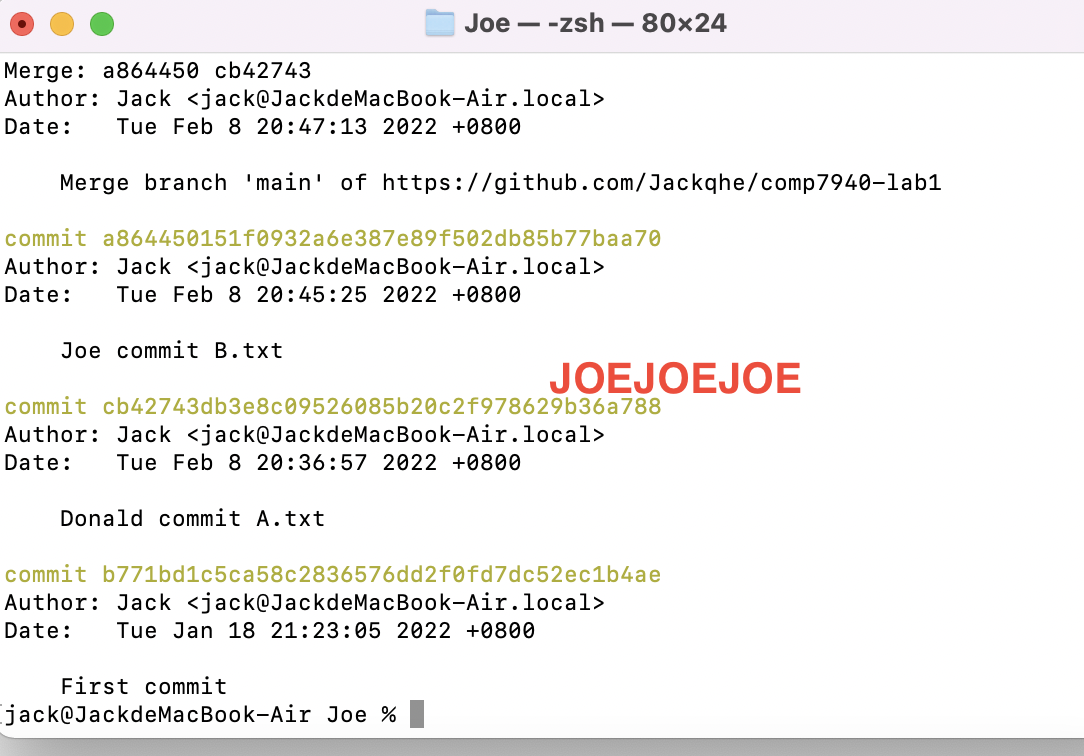 Joe — -zsh — 80×24
Merge: a864450 cb42743
Author: Jack <jack@JackdeMacBook-Air.local>
Date:   Tue Feb 8 20:47:13 2022 +0800
    Merge branch 'main' of https://github.com/Jackqhe/comp7940-lab1
commit a864450151f0932a6e387e89f502db85b77baa70
Author: Jack <jack@JackdeMacBook-Air.local>
Date:   Tue Feb 8 20:45:25 2022 +0800
    Joe commit B.txt
JOEJOEJOE
commit cb42743db3e8c09526085b20c2f978629b36a788
Author: Jack <jack@JackdeMacBook-Air.local>
Date:   Tue Feb 8 20:36:57 2022 +0800
    Donald commit A.txt
commit b771bd1c5ca58c2836576dd2f0fd7dc52ec1b4ae
Author: Jack <jack@JackdeMacBook-Air.local>
Date:   Tue Jan 18 21:23:05 2022 +0800
    First commit
jack@JackdeMacBook-Air Joe %